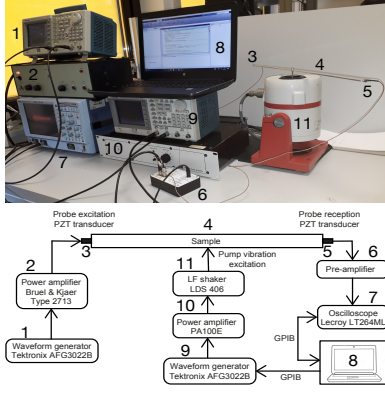 1
2
3
4
5
6
7
8
9
10
11
Probe excitation
PZT transducer
4
Probe reception
PZT transducer
Sample
3
5
6
2
Pump vibration
excitation
11
Power amplifier
Bruel & Kjaer
Type 2713
LF shaker
LDS 406
Pre-amplifier
7
10
Oscilloscope
Lecroy LT264ML
1
Power amplifier
PA100E
Waveform generator
Tektronix AFG3022B
9
GPIB
8
Waveform generator
Tektronix AFG3022B
GPIB